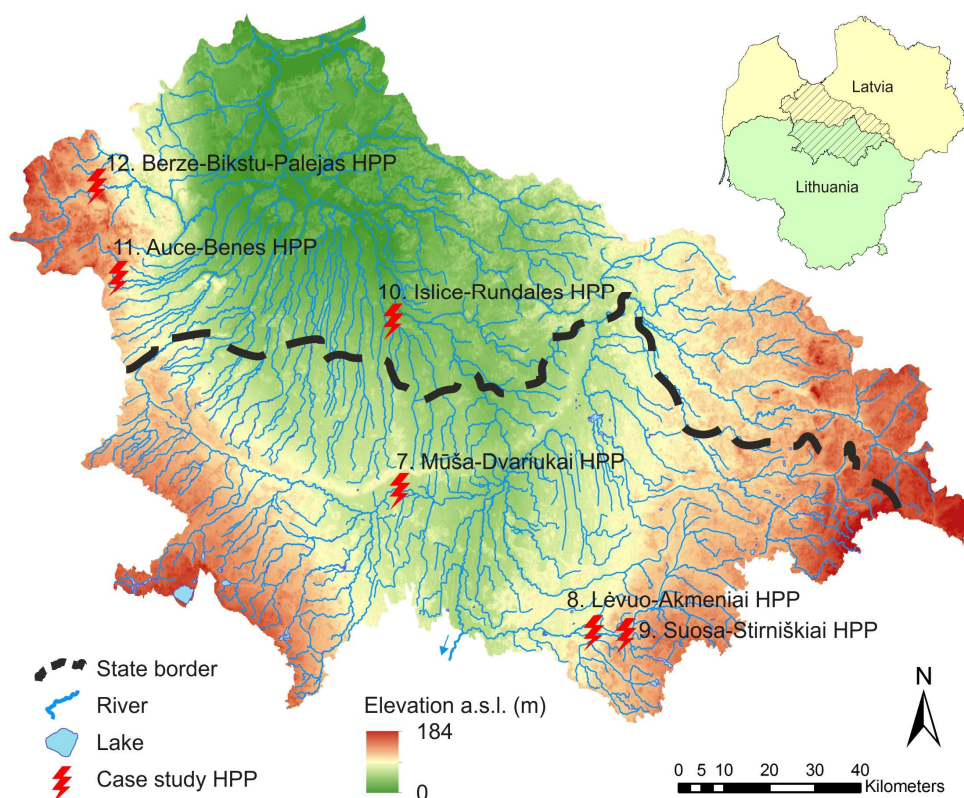 Latvia
Lithuania
12. Berze-Bikstu-Palejas HPP
11. Auce-Benes HPP
10. Islice-Rundales HPP
7. Mūša-Dvariukai HPP
8. Lėvuo-Akmeniai HPP
9. Suosa-Stirniškiai HPP
State border
River
Lake
Case study HPP
Elevation a.s.l. (m)
184
0
N
0 5 10 20 30 40
Kilometers